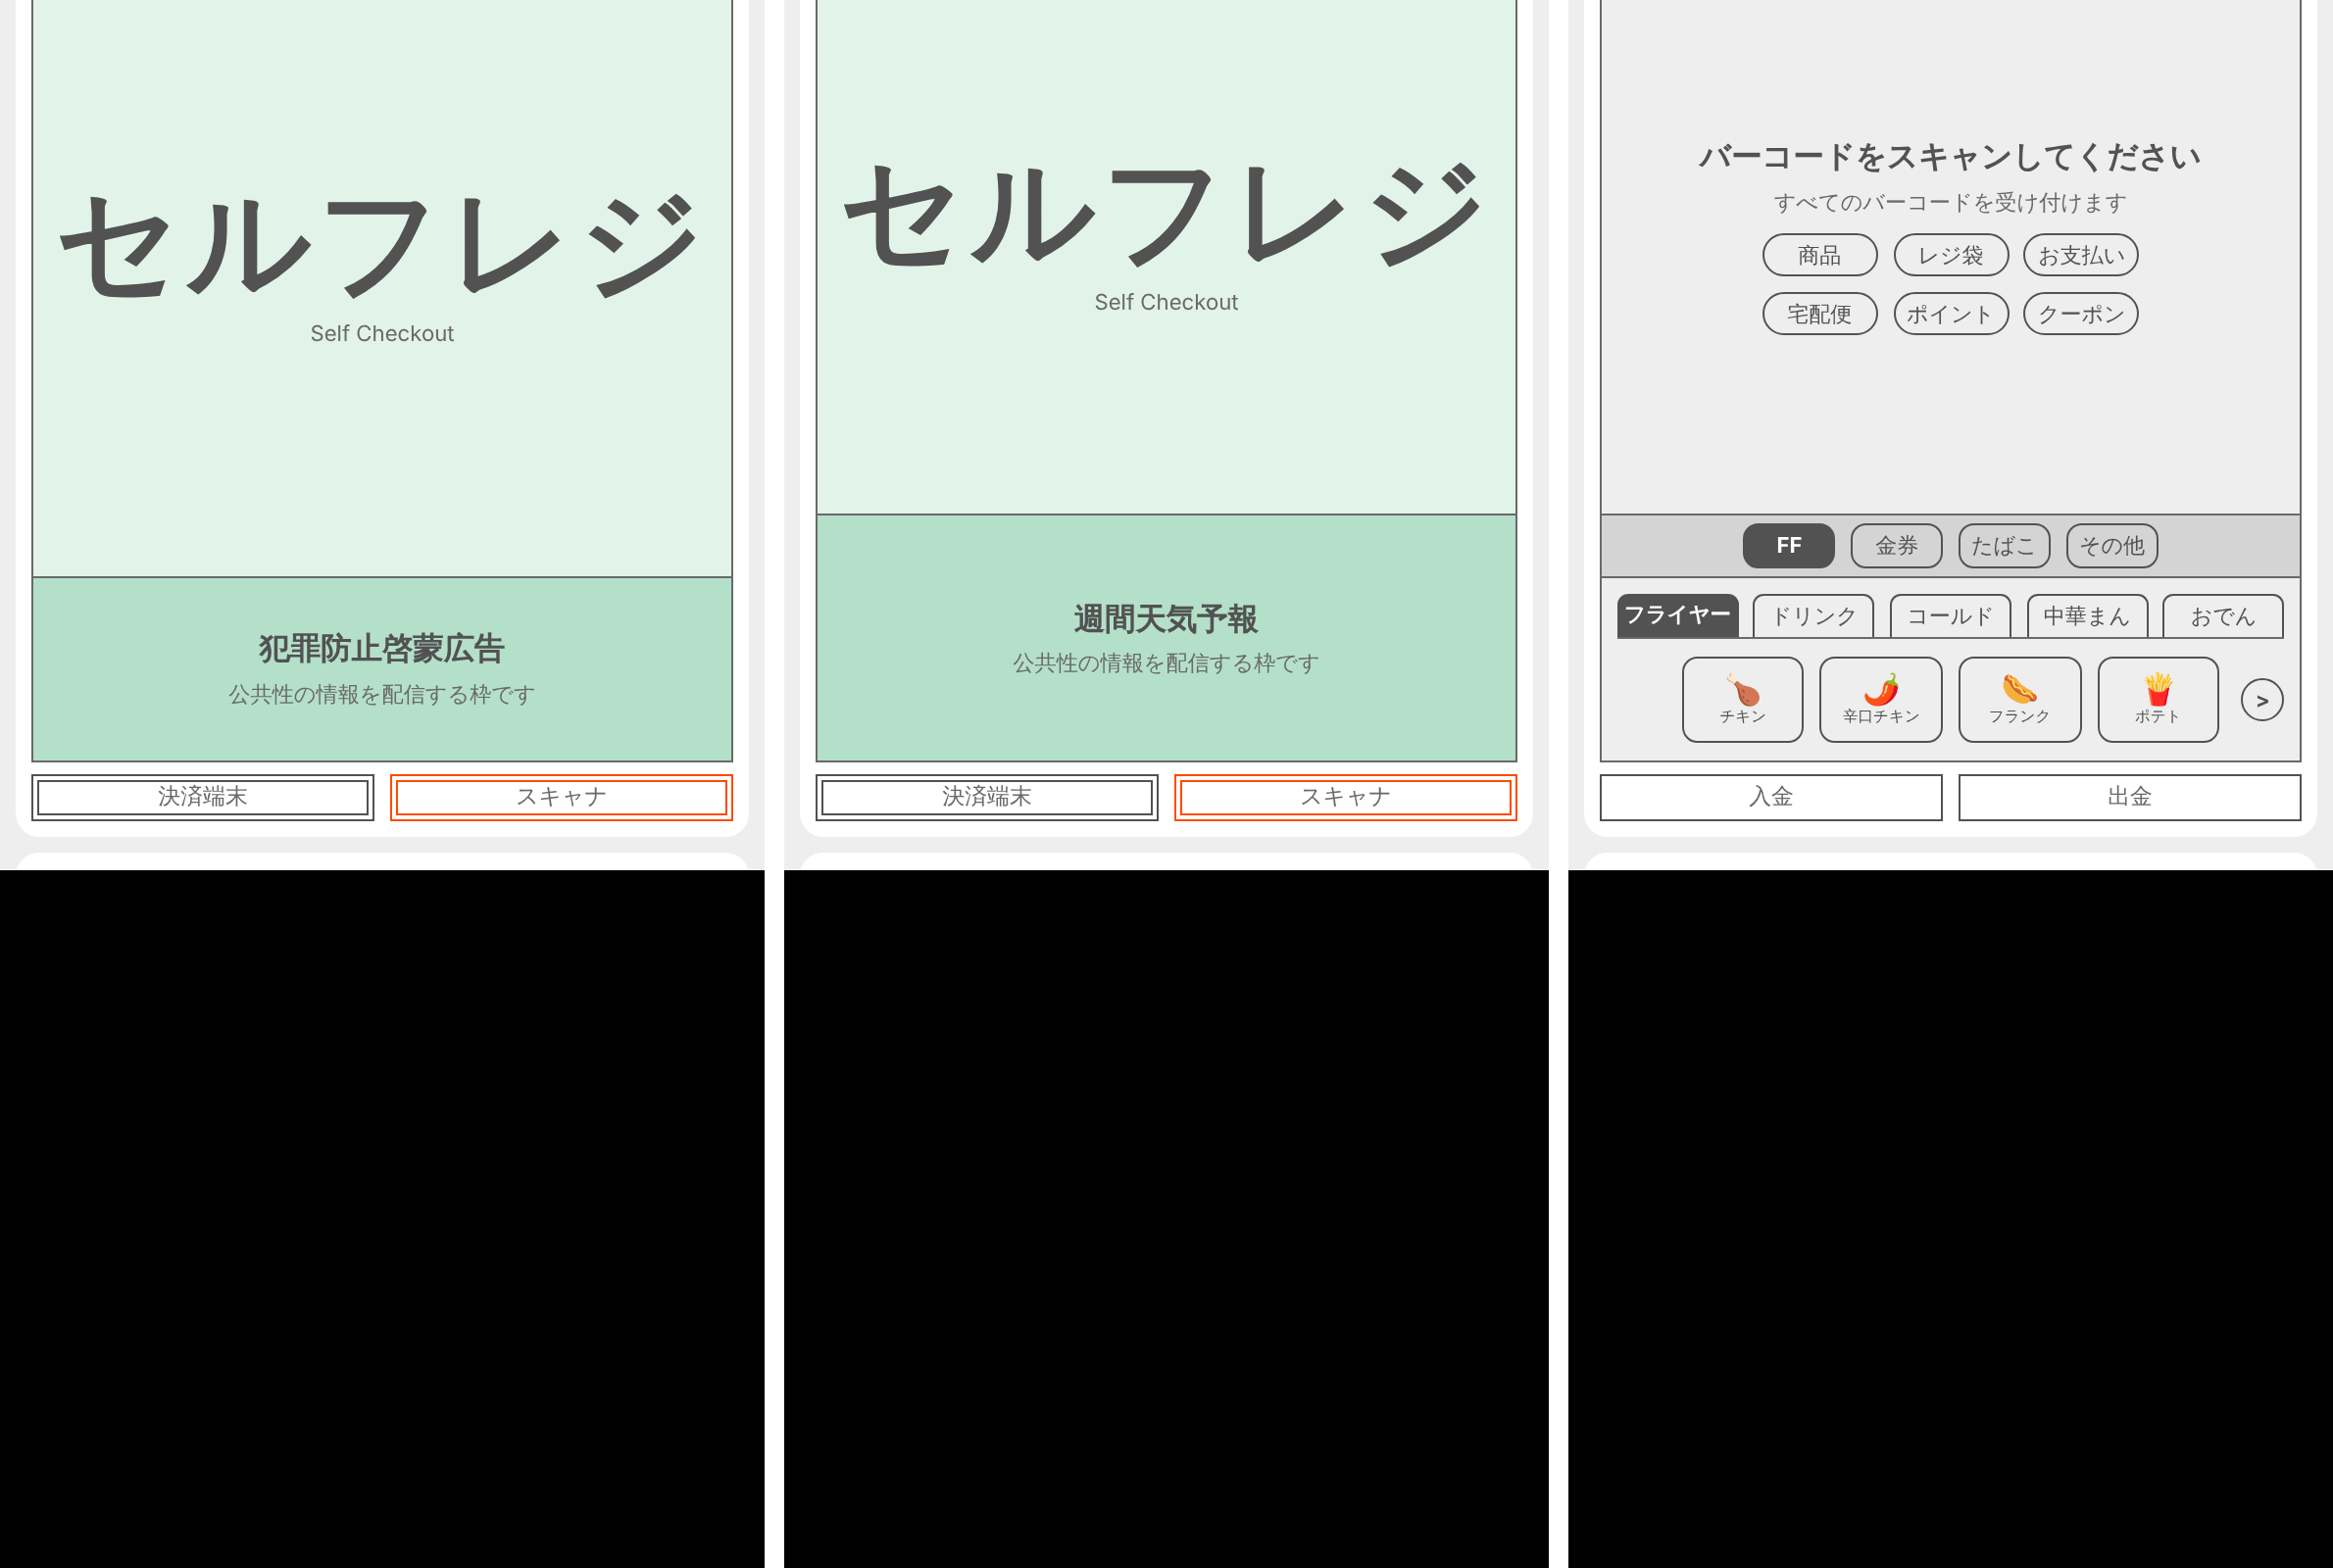 セルフレジ
Self Checkout
犯罪防止啓蒙広告
公共性の情報を配信する枠です
決済端末 スキャナ
セルフレジ
Self Checkout
週間天気予報
公共性の情報を配信する枠です
決済端末 スキャナ
バーコードをスキャンしてください
すべてのバーコードを受け付けます
商品 レジ袋 お支払い
宅配便 ポイント クーポン
FF 金券 たばこ その他
フライヤー ドリンク コールド 中華まん おでん
チキン 辛口チキン フランク ポテト >
入金 出金